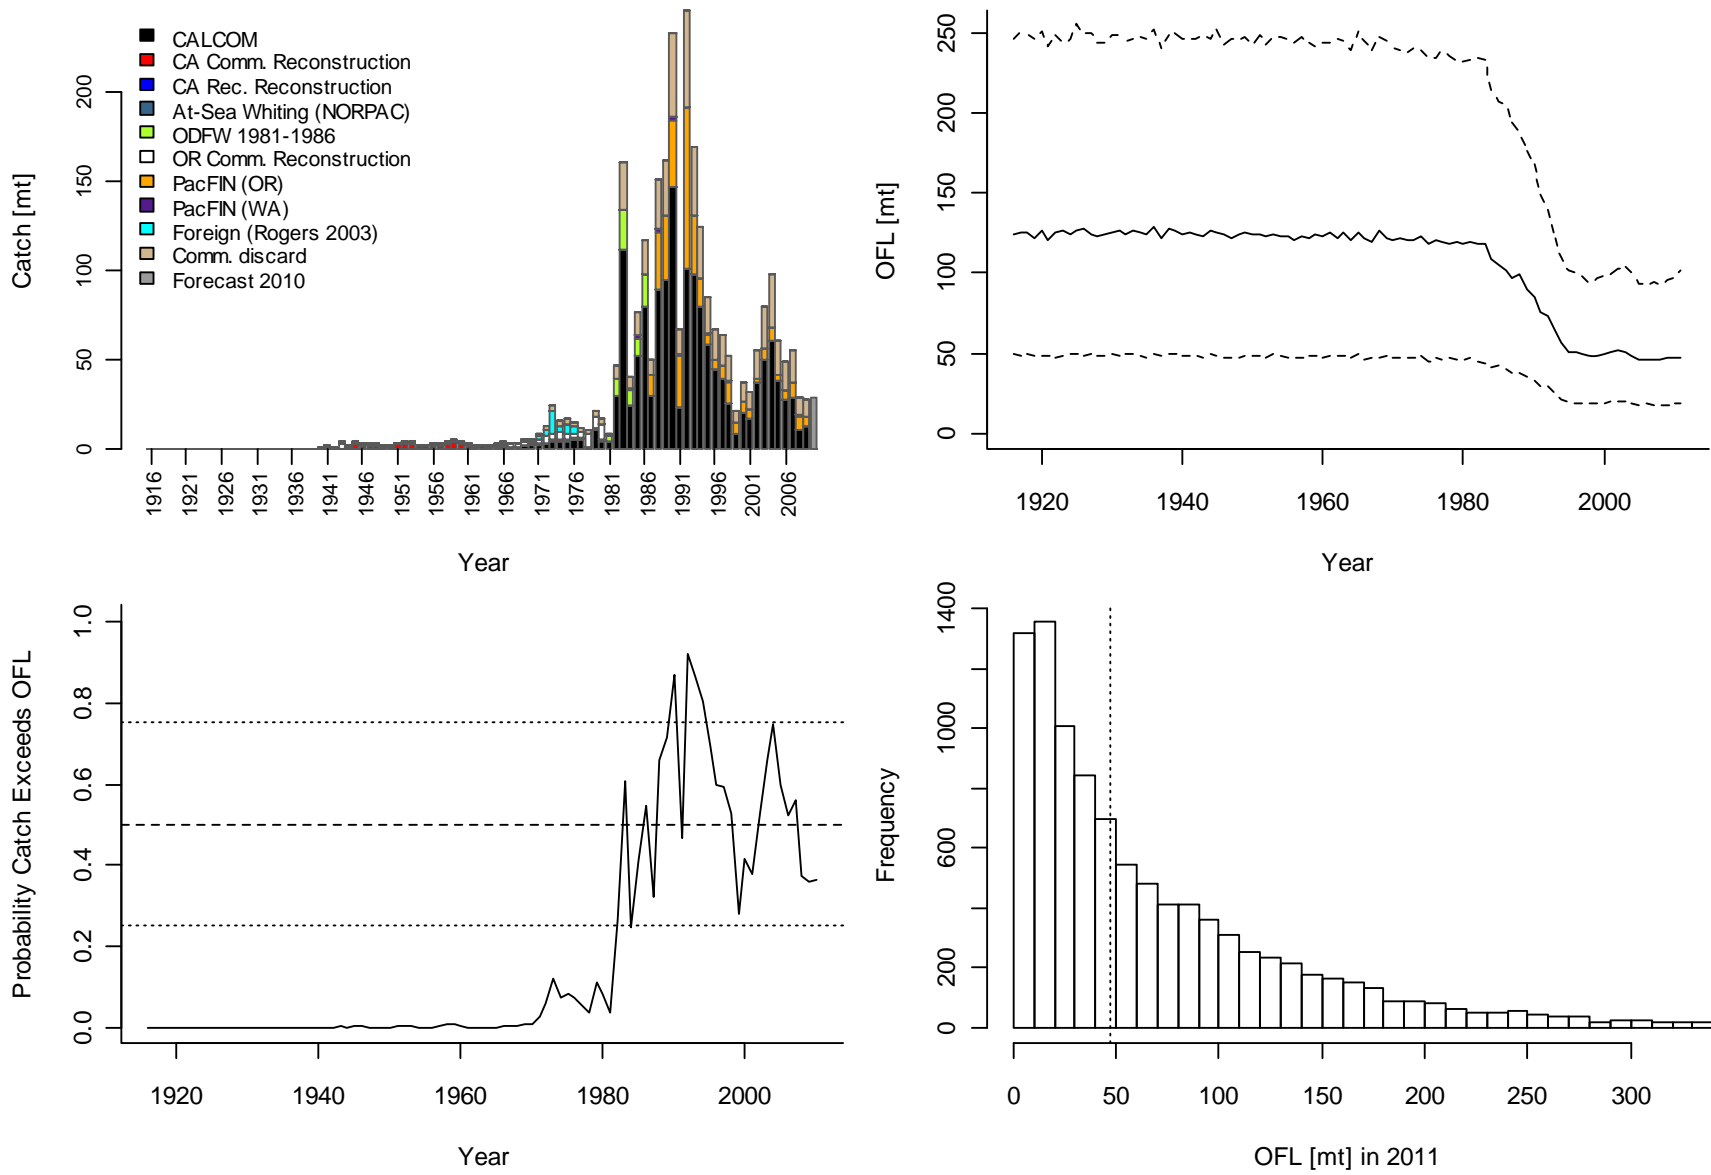 CALCOM
CA Comm. Reconstruction
CA Rec. Reconstruction
At-Sea Whiting (NORPAC)
ODFW 1981-1986
OR Comm. Reconstruction
PacFIN (OR)
PacFIN (WA)
Foreign (Rogers 2003)
Comm. discard
Forecast 2010
Catch [mt]
0 50 100 150 200
1916 1921 1926 1931 1936 1941 1946 1951 1956 1961 1966 1971 1976 1981 1986 1991 1996 2001 2006
Year
OFL [mt]
0 50 100 150 200 250
1920 1940 1960 1980 2000
Year
Probability Catch Exceeds OFL
0.0 0.2 0.4 0.6 0.8 1.0
1920 1940 1960 1980 2000
Year
Frequency
0 200 600 1000 1400
0 50 100 150 200 250 300
OFL [mt] in 2011